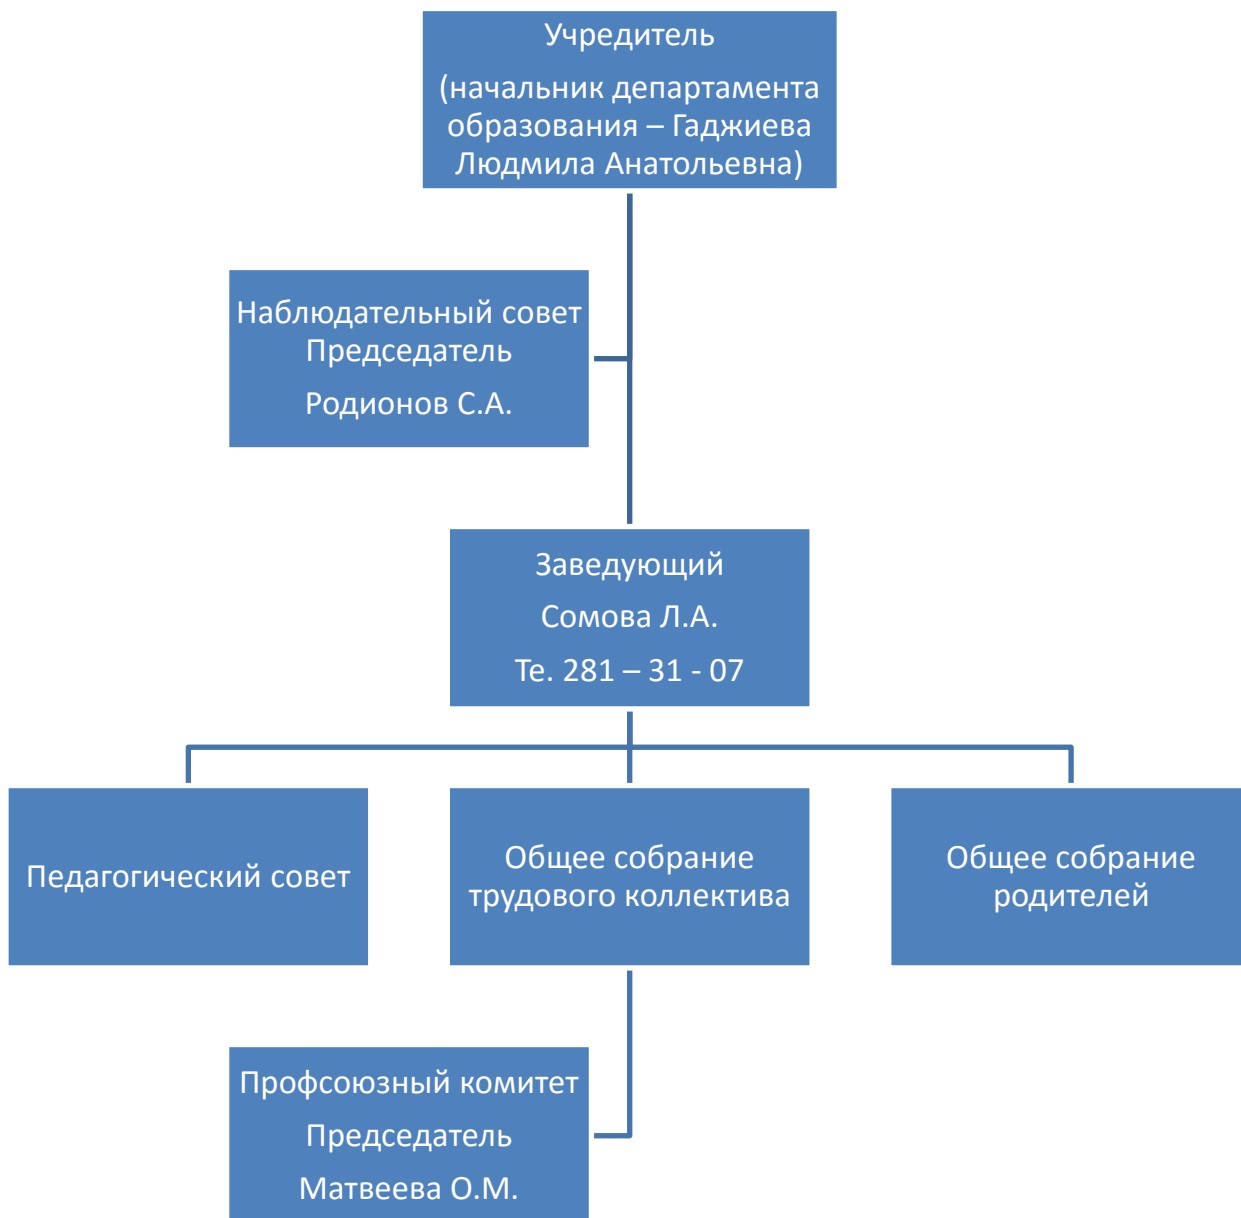 Учредитель
(начальник департамента
образования – Гаджиева
Людмила Анатольевна)
Наблюдательный совет
Председатель
Родионов С.А.
Заведующий
Сомова Л.А.
Те. 281 – 31 - 07
Педагогический совет
Общее собрание
трудового коллектива
Общее собрание
родителей
Профсоюзный комитет
Председатель
Матвеева О.М.